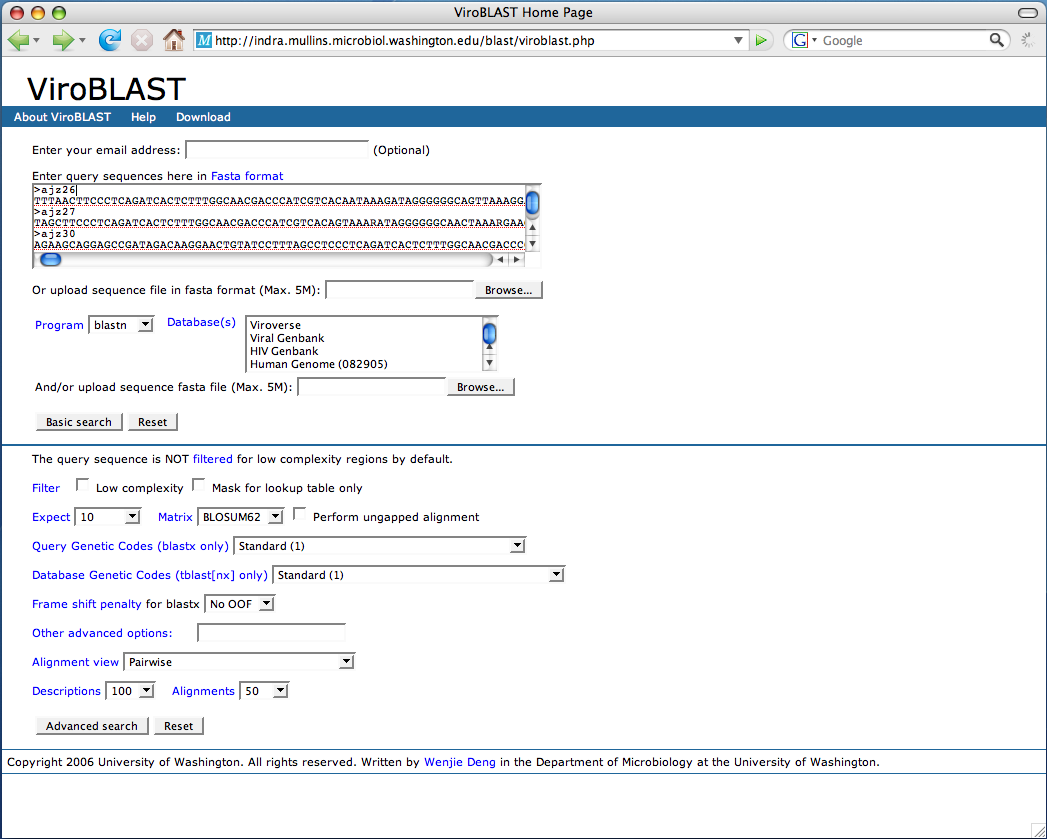 ViroBLAST Home Page
http://indra.mullins.microbiol.washington.edu/blast/viroblast.php
Google
ViroBLAST
About ViroBLAST Help Download
Enter your email address: (Optional)
Enter query sequences here in Fasta format
>ajz26
TTTAACTTCCCTCAGATCACTCTTTGGCAACGACCCATCGTCACAATAAAGATAGGGGGGCAGTTAAAGG
>ajz27
TAGCTTCCCTCAGATCACTCTTTGGCAACGACCCATCGTCACAGTAAARATAGGGGGGCAACTAAARGAA
>ajz30
AGAAGCAGGAGCCGATAGACAAGGAACTGTATCCTTTAGCCTCCCTCAGATCACTCTTTGGCAACGACCC
Or upload sequence file in fasta format (Max. 5M): Browse...
Program blastn Database(s)
Viroverse
Viral Genbank
HIV Genbank
Human Genome (082905)
And/or upload sequence fasta file (Max. 5M): Browse...
Basic search Reset
The query sequence is NOT filtered for low complexity regions by default.
Filter Low complexity Mask for lookup table only
Expect 10 Matrix BLOSUM62 Perform ungapped alignment
Query Genetic Codes (blastx only) Standard (1)
Database Genetic Codes (tblast[nx] only) Standard (1)
Frame shift penalty for blastx No OOF
Other advanced options:
Alignment view Pairwise
Descriptions 100 Alignments 50
Advanced search Reset
Copyright 2006 University of Washington. All rights reserved. Written by Wenjie Deng in the Department of Microbiology at the University of Washington.